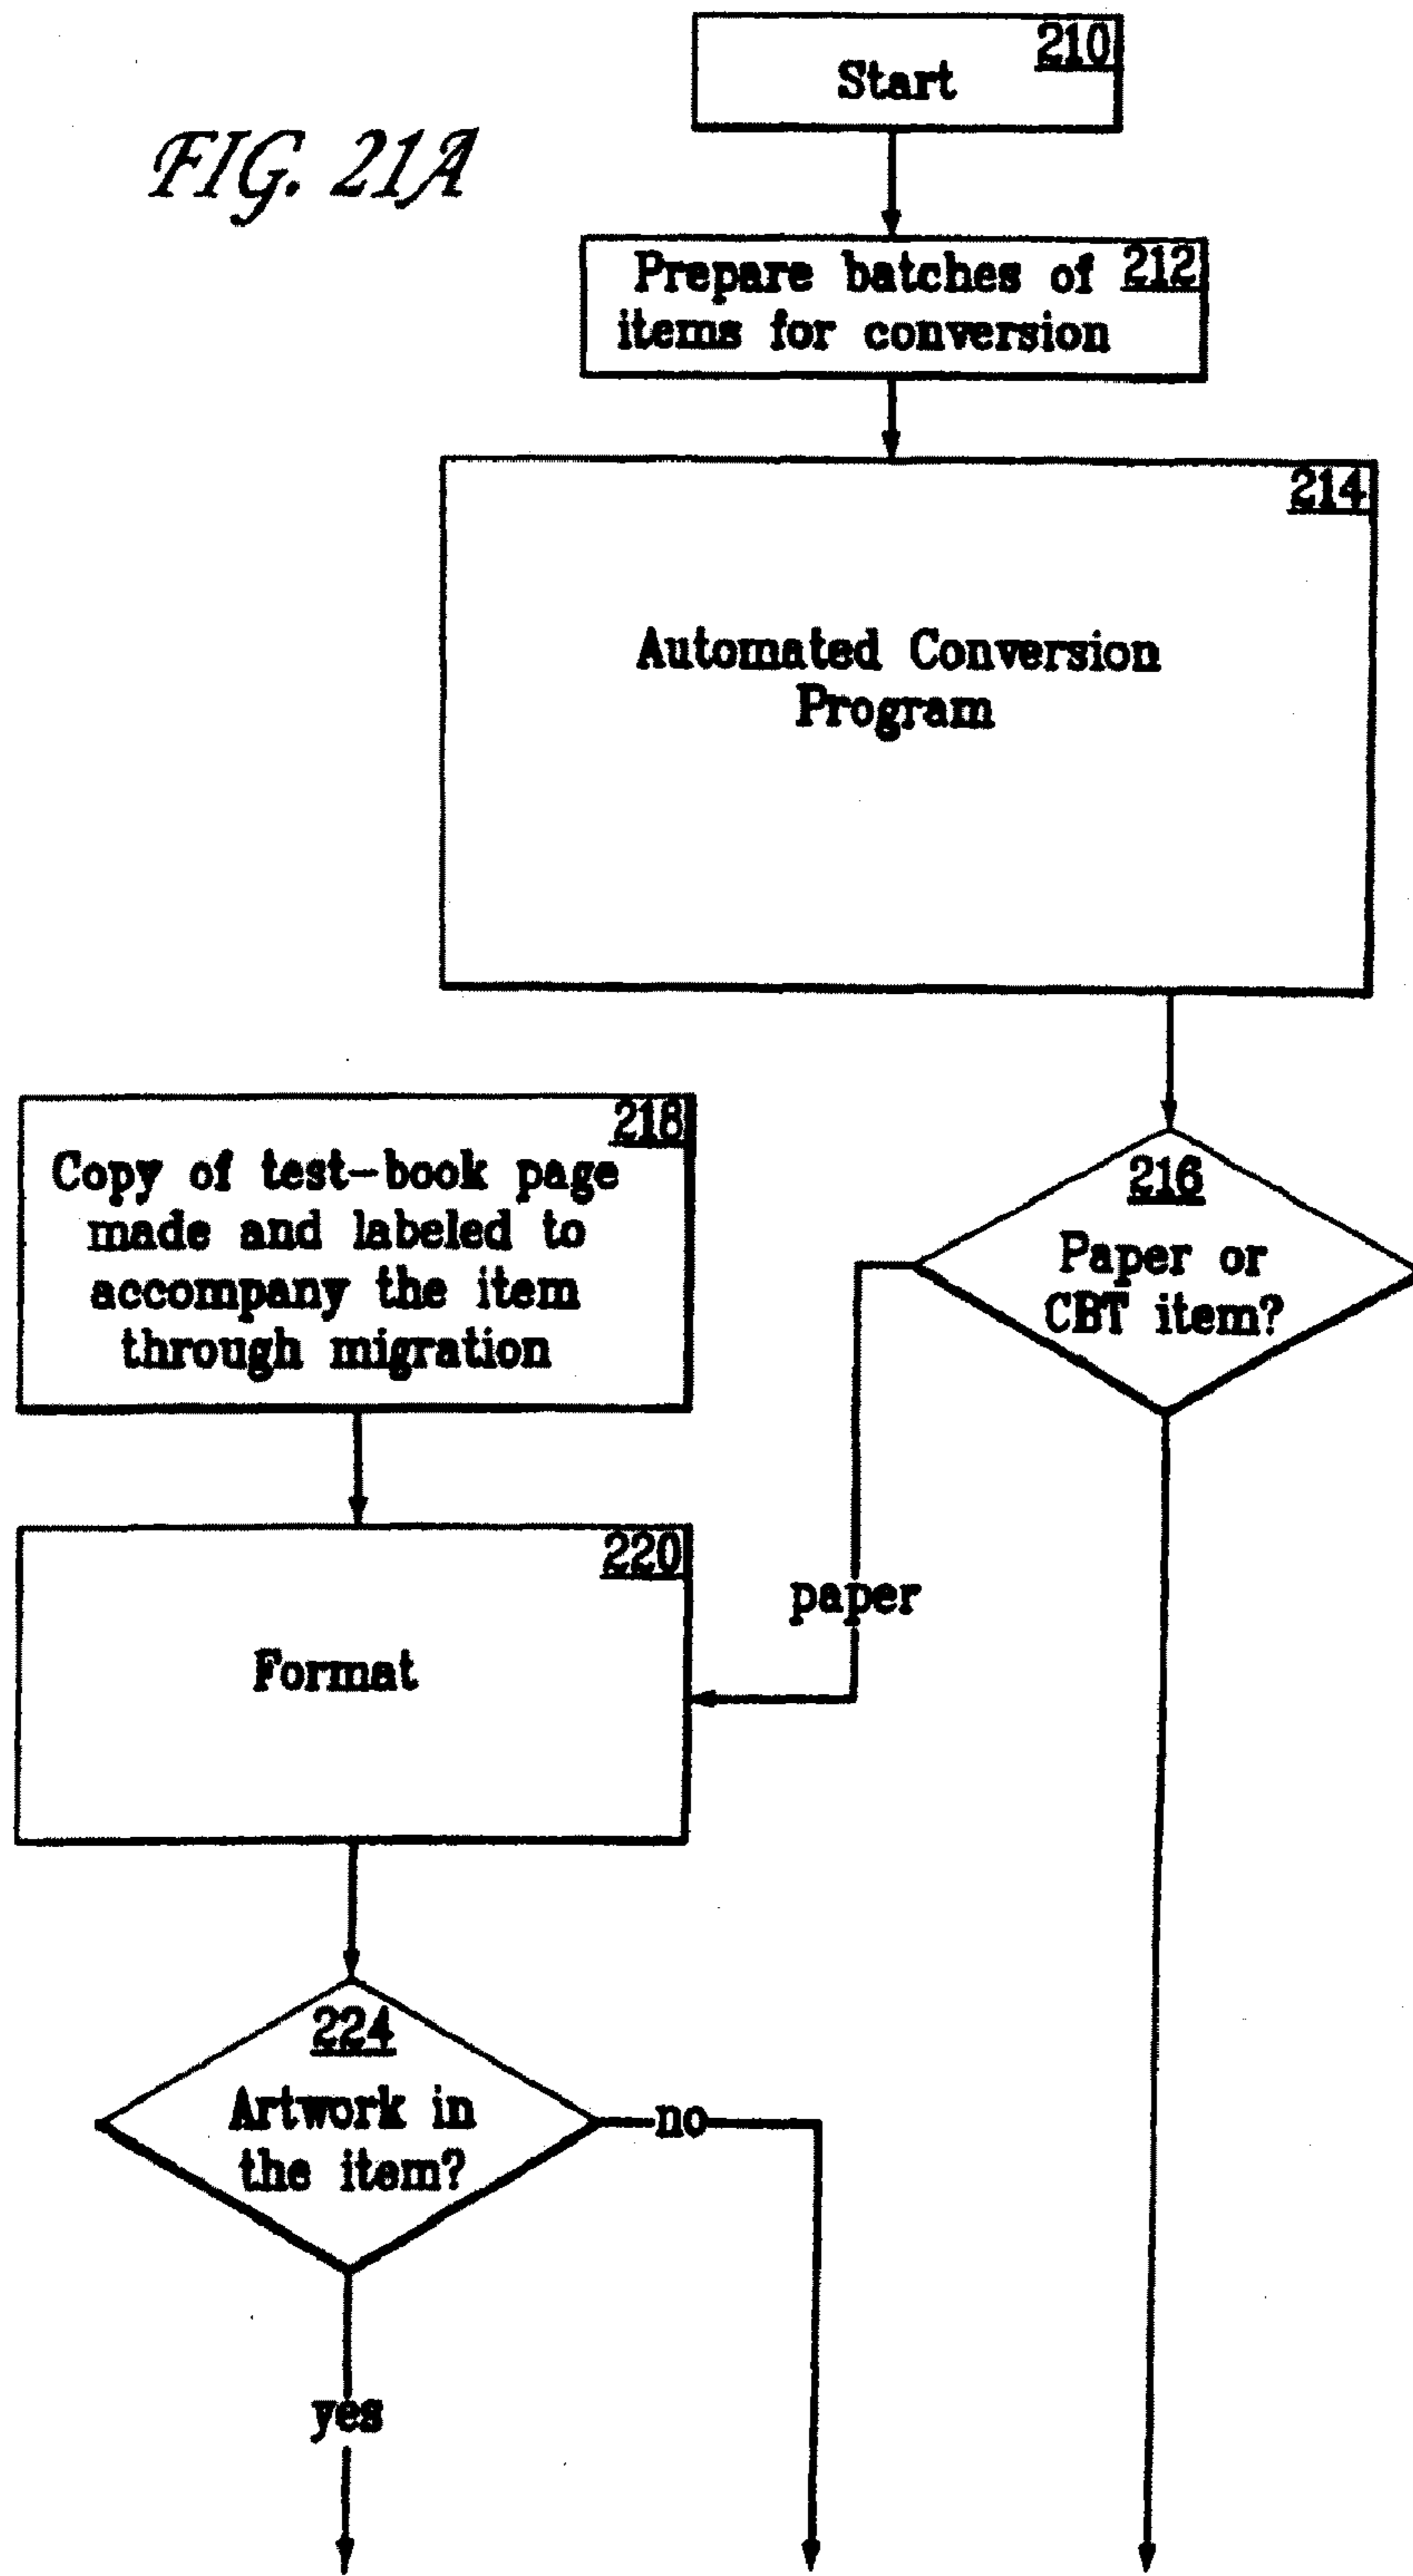 FIG. 21A
210
Start
212
Prepare batches of
items for conversion
214
Automated Conversion
Program
216
Paper or
CBT item?
218
Copy of test-book page
made and labeled to
accompany the item
through migration
paper
220
Format
224
Artwork in
the item?
no
yes